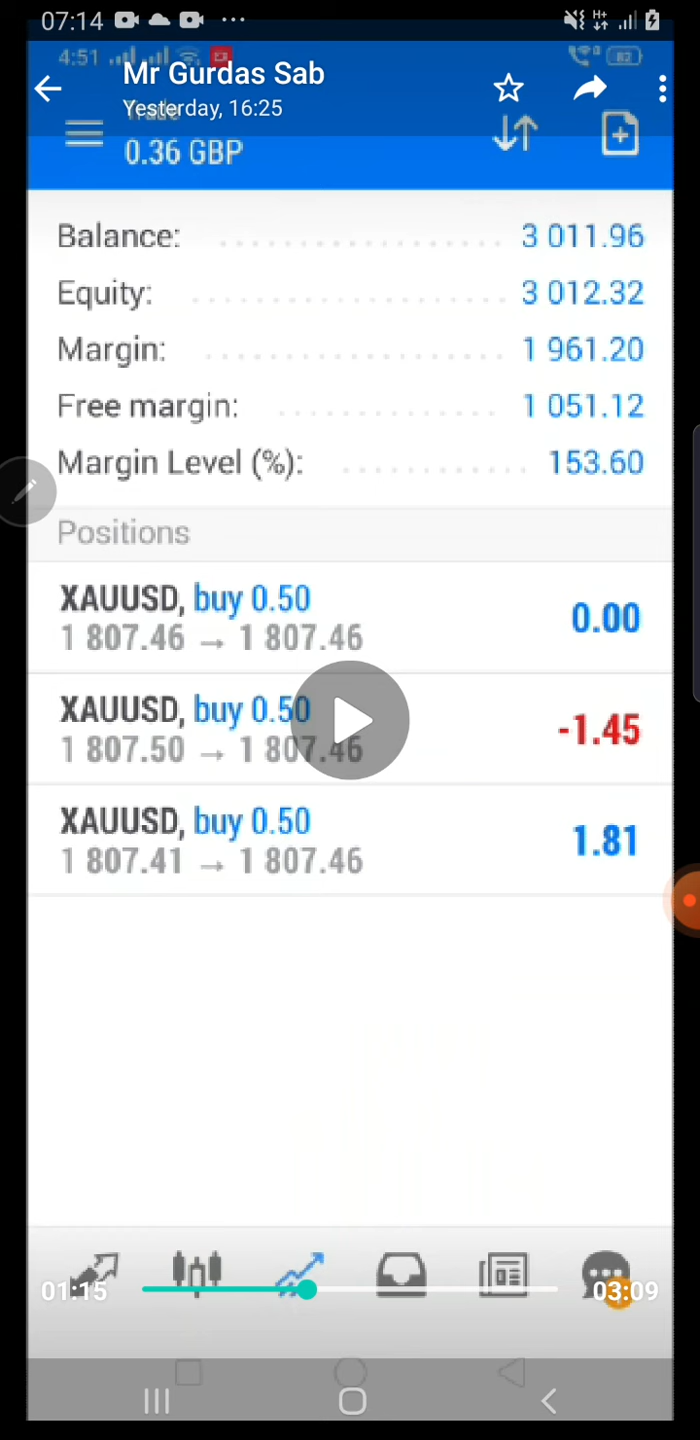 07:14
4:51
Mr Gurdas Sab
Yesterday, 16:25
Trade
0.36 GBP
Balance: 3 011.96
Equity: 3 012.32
Margin: 1 961.20
Free margin: 1 051.12
Margin Level (%): 153.60
Positions
XAUUSD, buy 0.50
1 807.46 → 1 807.46
0.00
XAUUSD, buy 0.50
1 807.50 → 1 807.46
-1.45
XAUUSD, buy 0.50
1 807.41 → 1 807.46
1.81
01:15
03:09